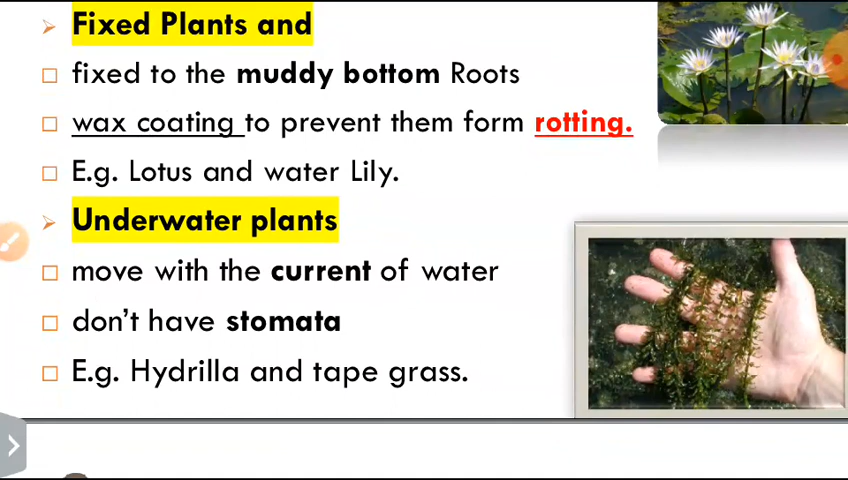 Fixed Plants and
fixed to the muddy bottom Roots
wax coating to prevent them form rotting.
E.g. Lotus and water Lily.
Underwater plants
move with the current of water
don't have stomata
E.g. Hydrilla and tape grass.